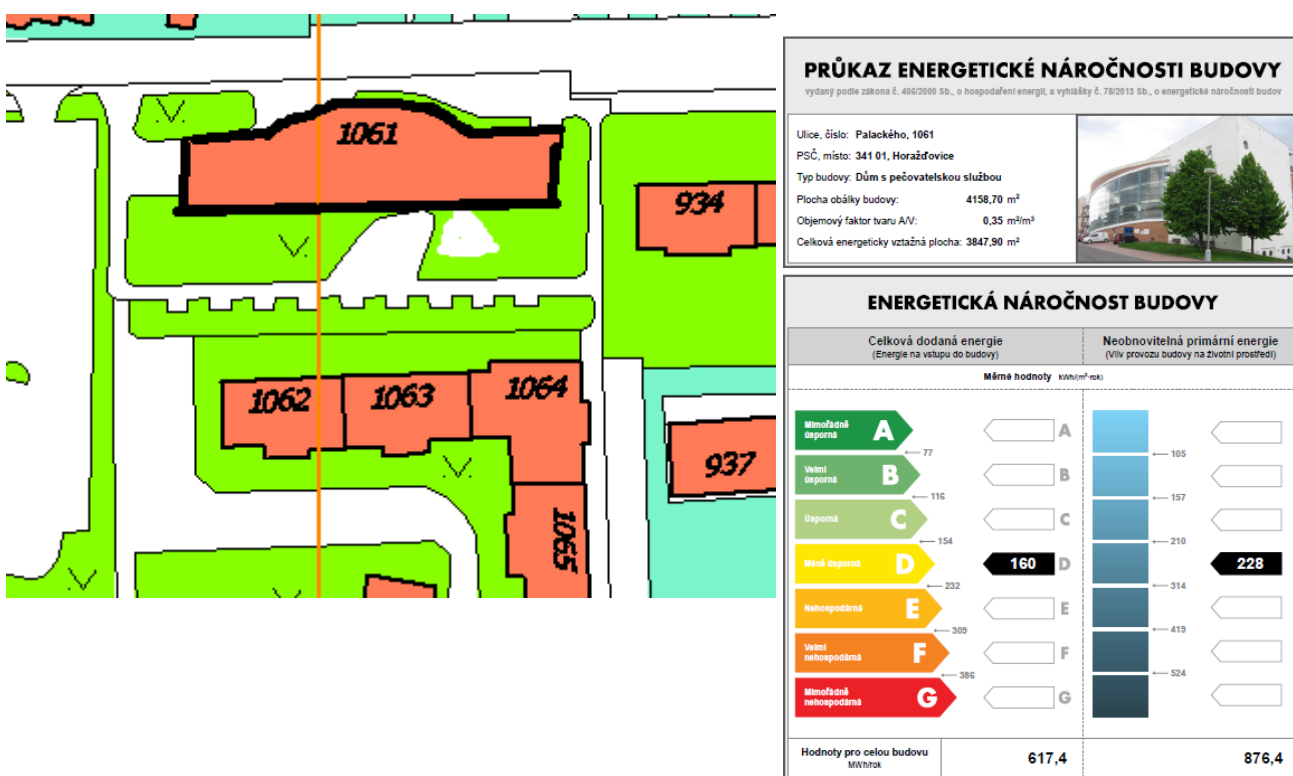 1061
934
1062
1063
1064
937
1065
PRŮKAZ ENERGETICKÉ NÁROČNOSTI BUDOVY
vydaný podle zákona č. 406/2000 Sb., o hospodaření energií, a vyhlášky č. 78/2013 Sb., o energetické náročnosti budov
Ulice, číslo: Palackého, 1061
PSČ, místo: 341 01, Horažďovice
Typ budovy: Dům s pečovatelskou službou
Plocha obálky budovy: 4158,70 m²
Objemový faktor tvaru A/V: 0,35 m²/m³
Celková energeticky vztažná plocha: 3847,90 m²
ENERGETICKÁ NÁROČNOST BUDOVY
Celková dodaná energie
(Energie na vstupu do budovy)
Neobnovitelná primární energie
(Vliv provozu budovy na životní prostředí)
Měrné hodnoty kWh/(m²·rok)
Mimořádně úsporná A A
77 105
Velmi úsporná B B
116 157
Úsporná C C
154 210
Méně úsporná D 160 D 228
232 314
Nehospodárná E E
309 419
Velmi nehospodárná F F
386 524
Mimořádně nehospodárná G G
Hodnoty pro celou budovu
MWh/rok
617,4 876,4